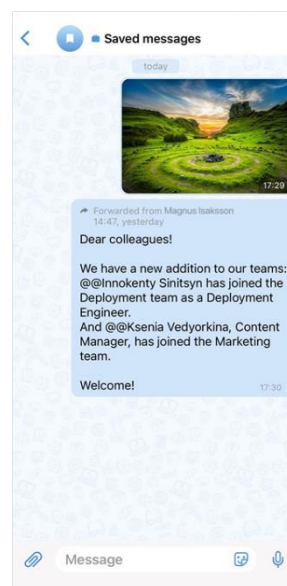 Saved messages
today
17:29
Forwarded from Magnus Isaksson
14:47, yesterday
Dear colleagues!
We have a new addition to our teams:
@@Innokenty Sinitsyn has joined the
Deployment team as a Deployment
Engineer.
And @@Ksenia Vedyorkina, Content
Manager, has joined the Marketing
team.
Welcome!
17:30
Message